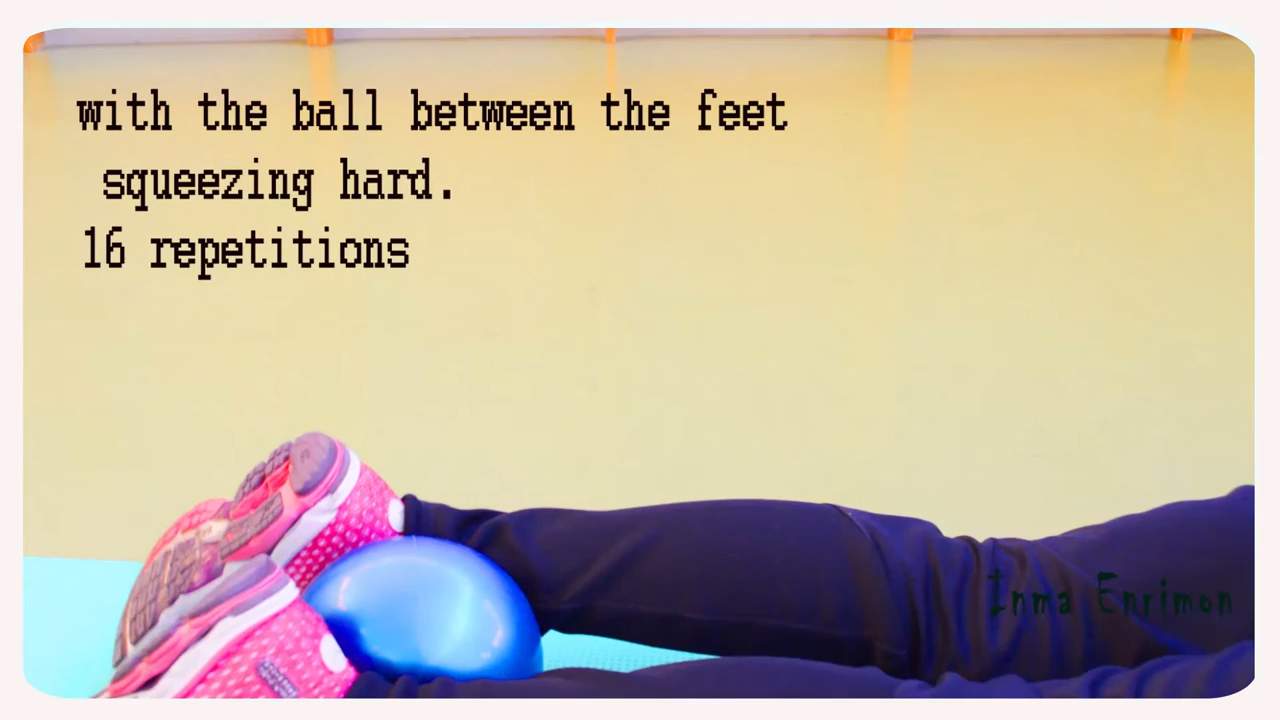 with the ball between the feet
squeezing hard.
16 repetitions
Inma Enrimon